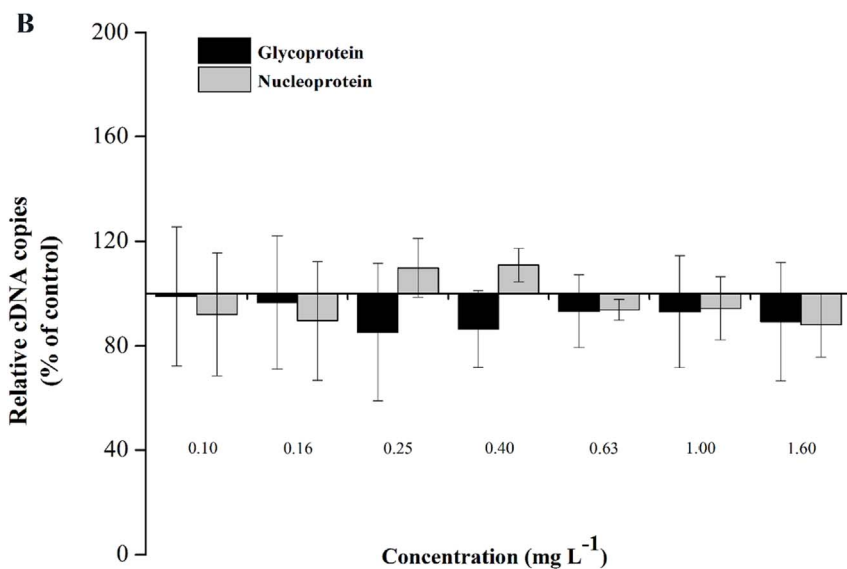 B
200
160
120
80
40
0
Relative cDNA copies
(% of control)
Glycoprotein
Nucleoprotein
0.10 0.16 0.25 0.40 0.63 1.00 1.60
Concentration (mg L⁻¹)